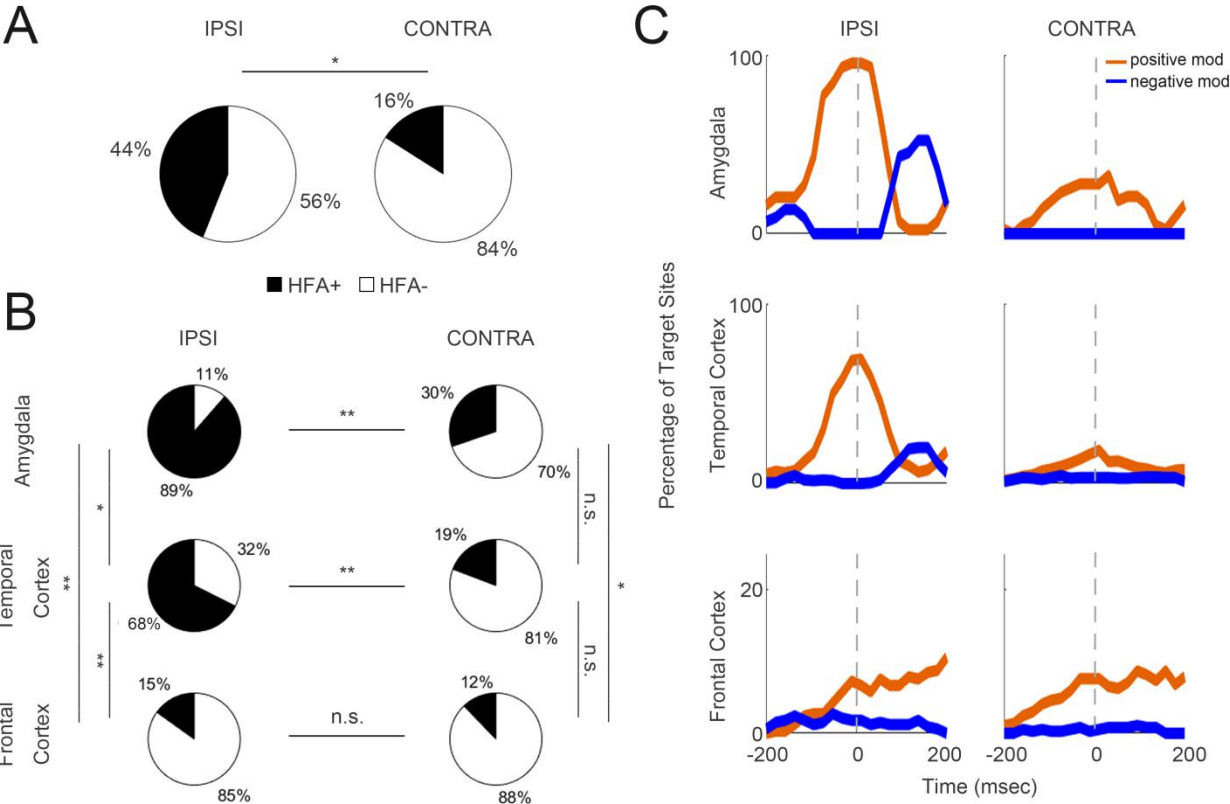 A
IPSI
CONTRA
*
44%
56%
16%
84%
HFA+
HFA-
B
IPSI
CONTRA
Amygdala
11%
89%
**
30%
70%
*
n.s.
Temporal
Cortex
32%
68%
**
19%
81%
**
*
**
n.s.
Frontal
Cortex
15%
85%
n.s.
12%
88%
C
IPSI
CONTRA
positive mod
negative mod
Percentage of Target Sites
Amygdala
100
0
Temporal Cortex
100
0
Frontal Cortex
20
0
-200
0
200
-200
0
200
Time (msec)